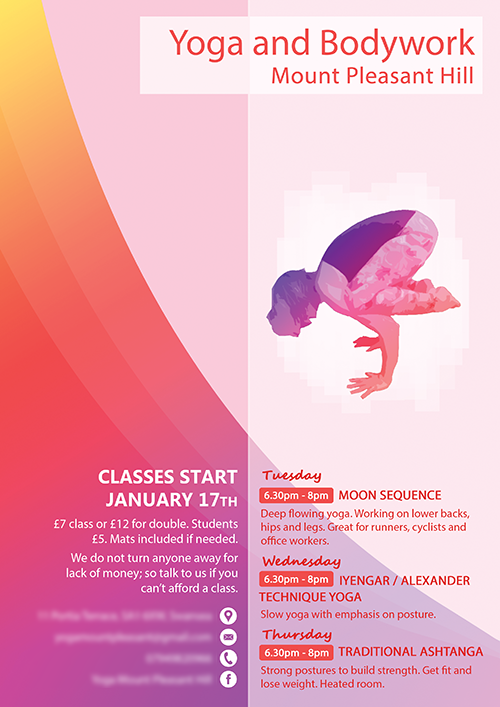 Yoga and Bodywork
Mount Pleasant Hill
CLASSES START
JANUARY 17TH
£7 class or £12 for double. Students
£5. Mats included if needed.
We do not turn anyone away for
lack of money; so talk to us if you
can't afford a class.
Tuesday
6.30pm - 8pm MOON SEQUENCE
Deep flowing yoga. Working on lower backs,
hips and legs. Great for runners, cyclists and
office workers.
Wednesday
6.30pm - 8pm IYENGAR / ALEXANDER
TECHNIQUE YOGA
Slow yoga with emphasis on posture.
Thursday
6.30pm - 8pm TRADITIONAL ASHTANGA
Strong postures to build strength. Get fit and
lose weight. Heated room.